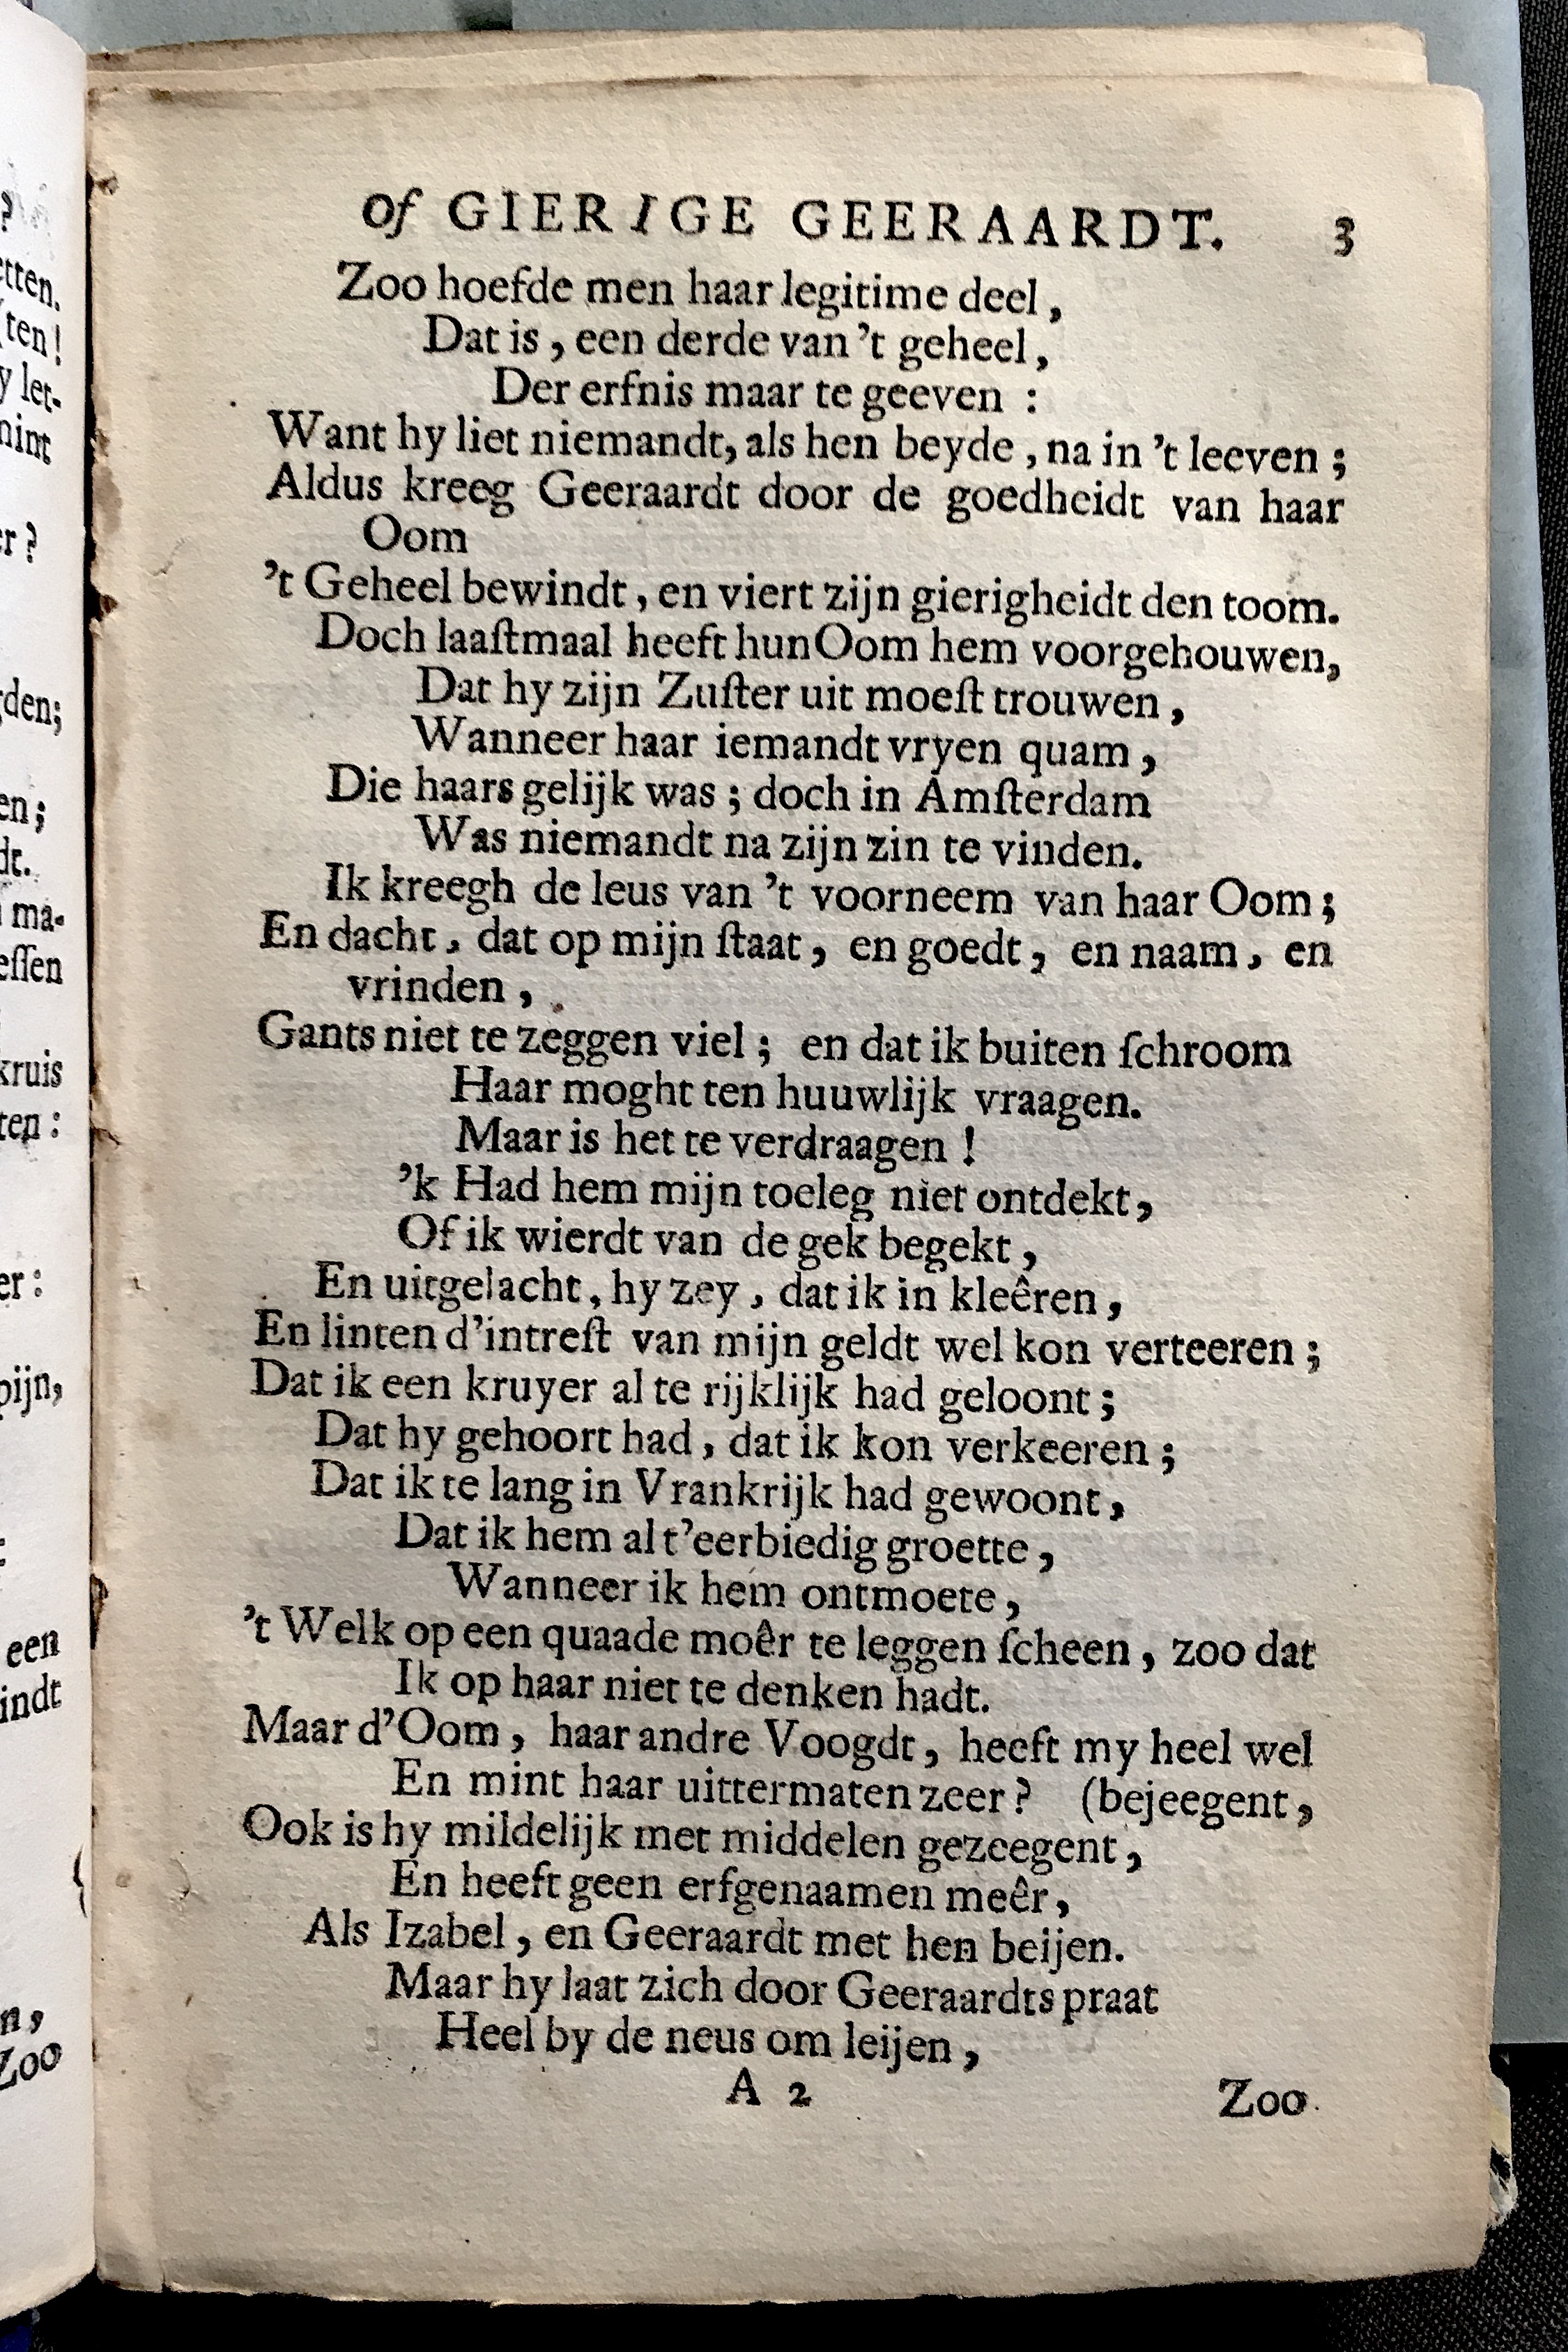 of GIERIGE GEERAARDT. 3
Zoo hoefde men haar legitime deel,
Dat is, een derde van 't geheel,
Der erfnis maar te geeven :
Want hy liet niemandt, als hen beyde, na in 't leeven ;
Aldus kreeg Geeraardt door de goedheidt van haar
Oom
't Geheel bewindt, en viert zijn gierigheidt den toom.
Doch laaſtmaal heeft hun Oom hem voorgehouwen,
Dat hy zijn Zuſter uit moeſt trouwen,
Wanneer haar iemandt vryen quam,
Die haars gelijk was ; doch in Amſterdam
Was niemandt na zijn zin te vinden.
Ik kreegh de leus van 't voorneem van haar Oom ;
En dacht, dat op mijn ſtaat, en goedt, en naam, en
vrinden,
Gants niet te zeggen viel ; en dat ik buiten ſchroom
Haar moght ten huuwlijk vraagen.
Maar is het te verdraagen !
'k Had hem mijn toeleg niet ontdekt,
Of ik wierdt van de gek begekt,
En uitgelacht, hy zey, dat ik in kleêren,
En linten d'intreſt van mijn geldt wel kon verteeren ;
Dat ik een kruyer al te rijklijk had geloont ;
Dat hy gehoort had, dat ik kon verkeeren ;
Dat ik te lang in Vrankrijk had gewoont,
Dat ik hem al t'eerbiedig groette,
Wanneer ik hem ontmoete,
't Welk op een quaade moêr te leggen ſcheen, zoo dat
Ik op haar niet te denken hadt.
Maar d'Oom, haar andre Voogdt, heeft my heel wel
En mint haar uittermaten zeer ? (bejeegent,
Ook is hy mildelijk met middelen gezeegent,
En heeft geen erfgenaamen meêr,
Als Izabel, en Geeraardt met hen beijen.
Maar hy laat zich door Geeraardts praat
Heel by de neus om leijen,
A 2 Zoo